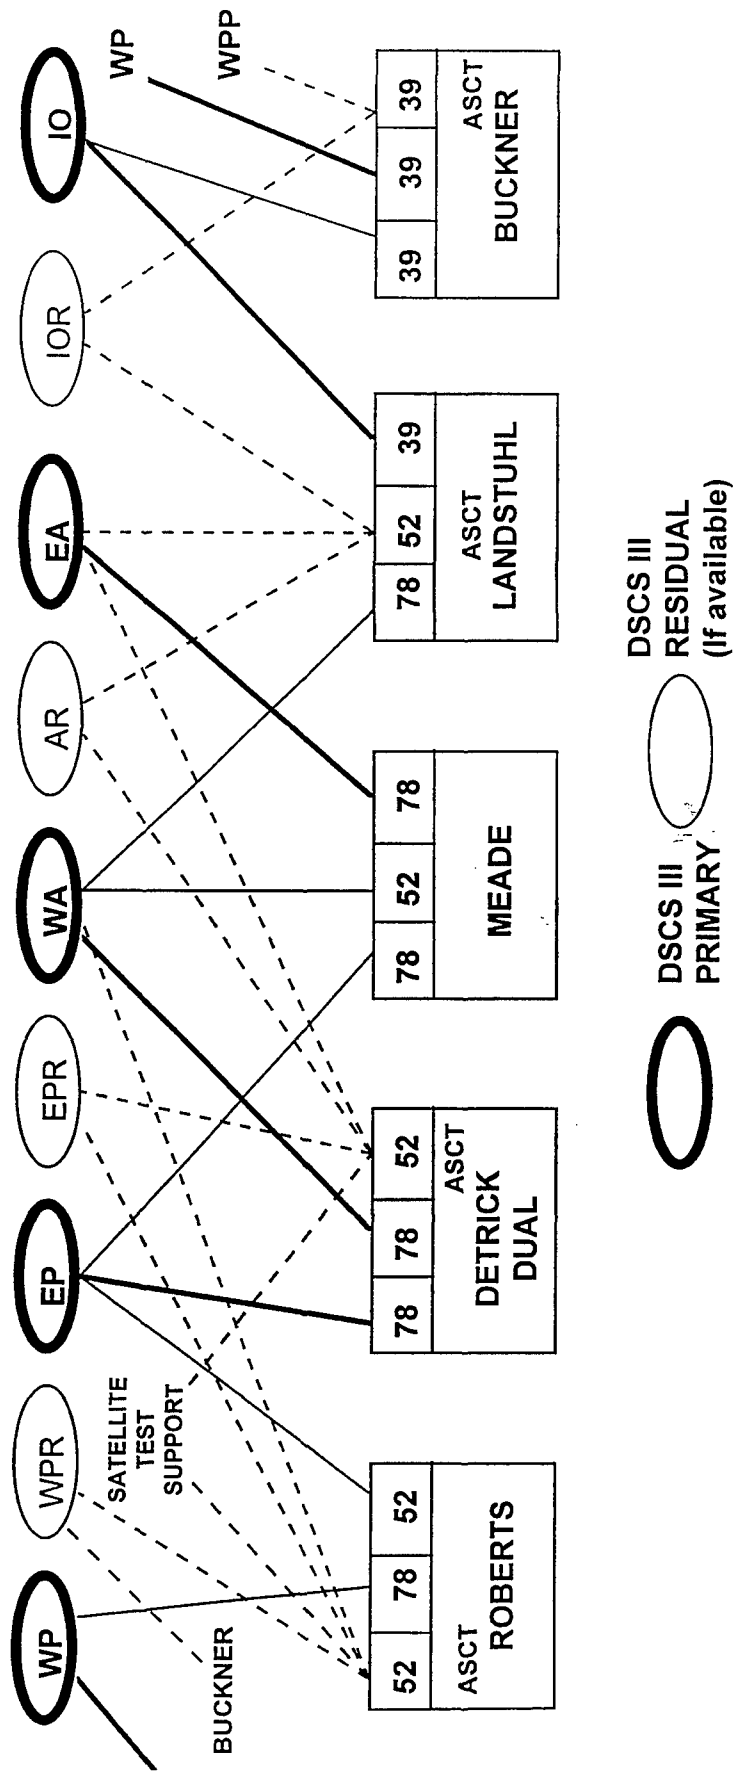 WP
WPR
EP
EPR
WA
AR
EA
IOR
IO
BUCKNER
SATELLITE
TEST
SUPPORT
WP
WPP
52 78 52
ASCT
ROBERTS
78 78 52
ASCT
DETRICK
DUAL
78 52 78
MEADE
78 52 39
ASCT
LANDSTUHL
39 39 39
ASCT
BUCKNER
DSCS III
PRIMARY
DSCS III
RESIDUAL
(If available)